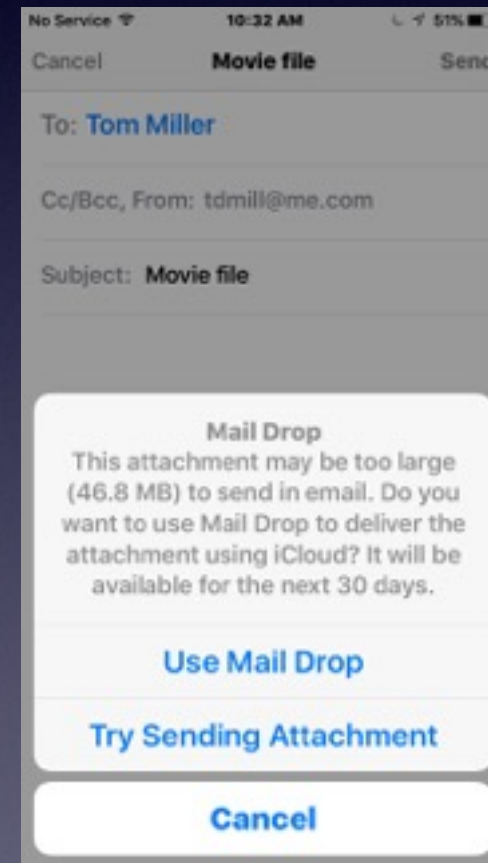 No Service 10:32 AM 51%
Cancel Movie file Send
To: Tom Miller
Cc/Bcc, From: tdmill@me.com
Subject: Movie file
Mail Drop
This attachment may be too large
(46.8 MB) to send in email. Do you
want to use Mail Drop to deliver the
attachment using iCloud? It will be
available for the next 30 days.
Use Mail Drop
Try Sending Attachment
Cancel